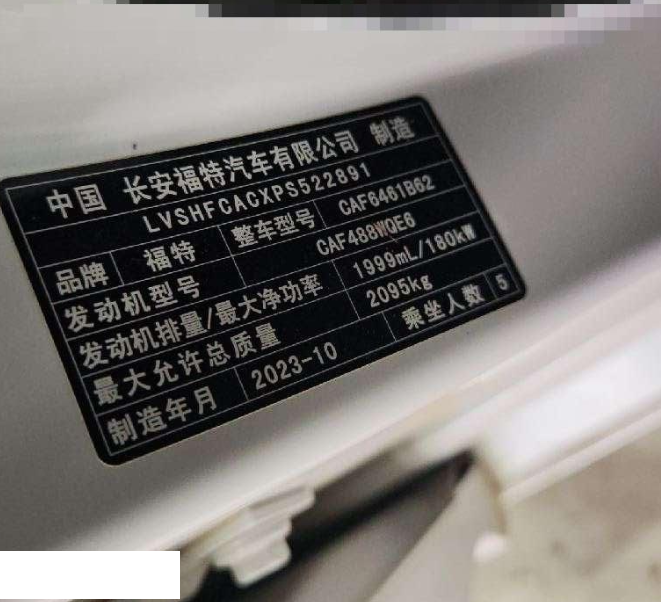 中国 长安福特汽车有限公司 制造
LVSHFCACXPS522891
品牌 福特 整车型号 CAF6461B62
发动机型号 CAF488WQE6
发动机排量/最大净功率 1999mL/180kW
最大允许总质量 2095kg
制造年月 2023-10 乘坐人数 5